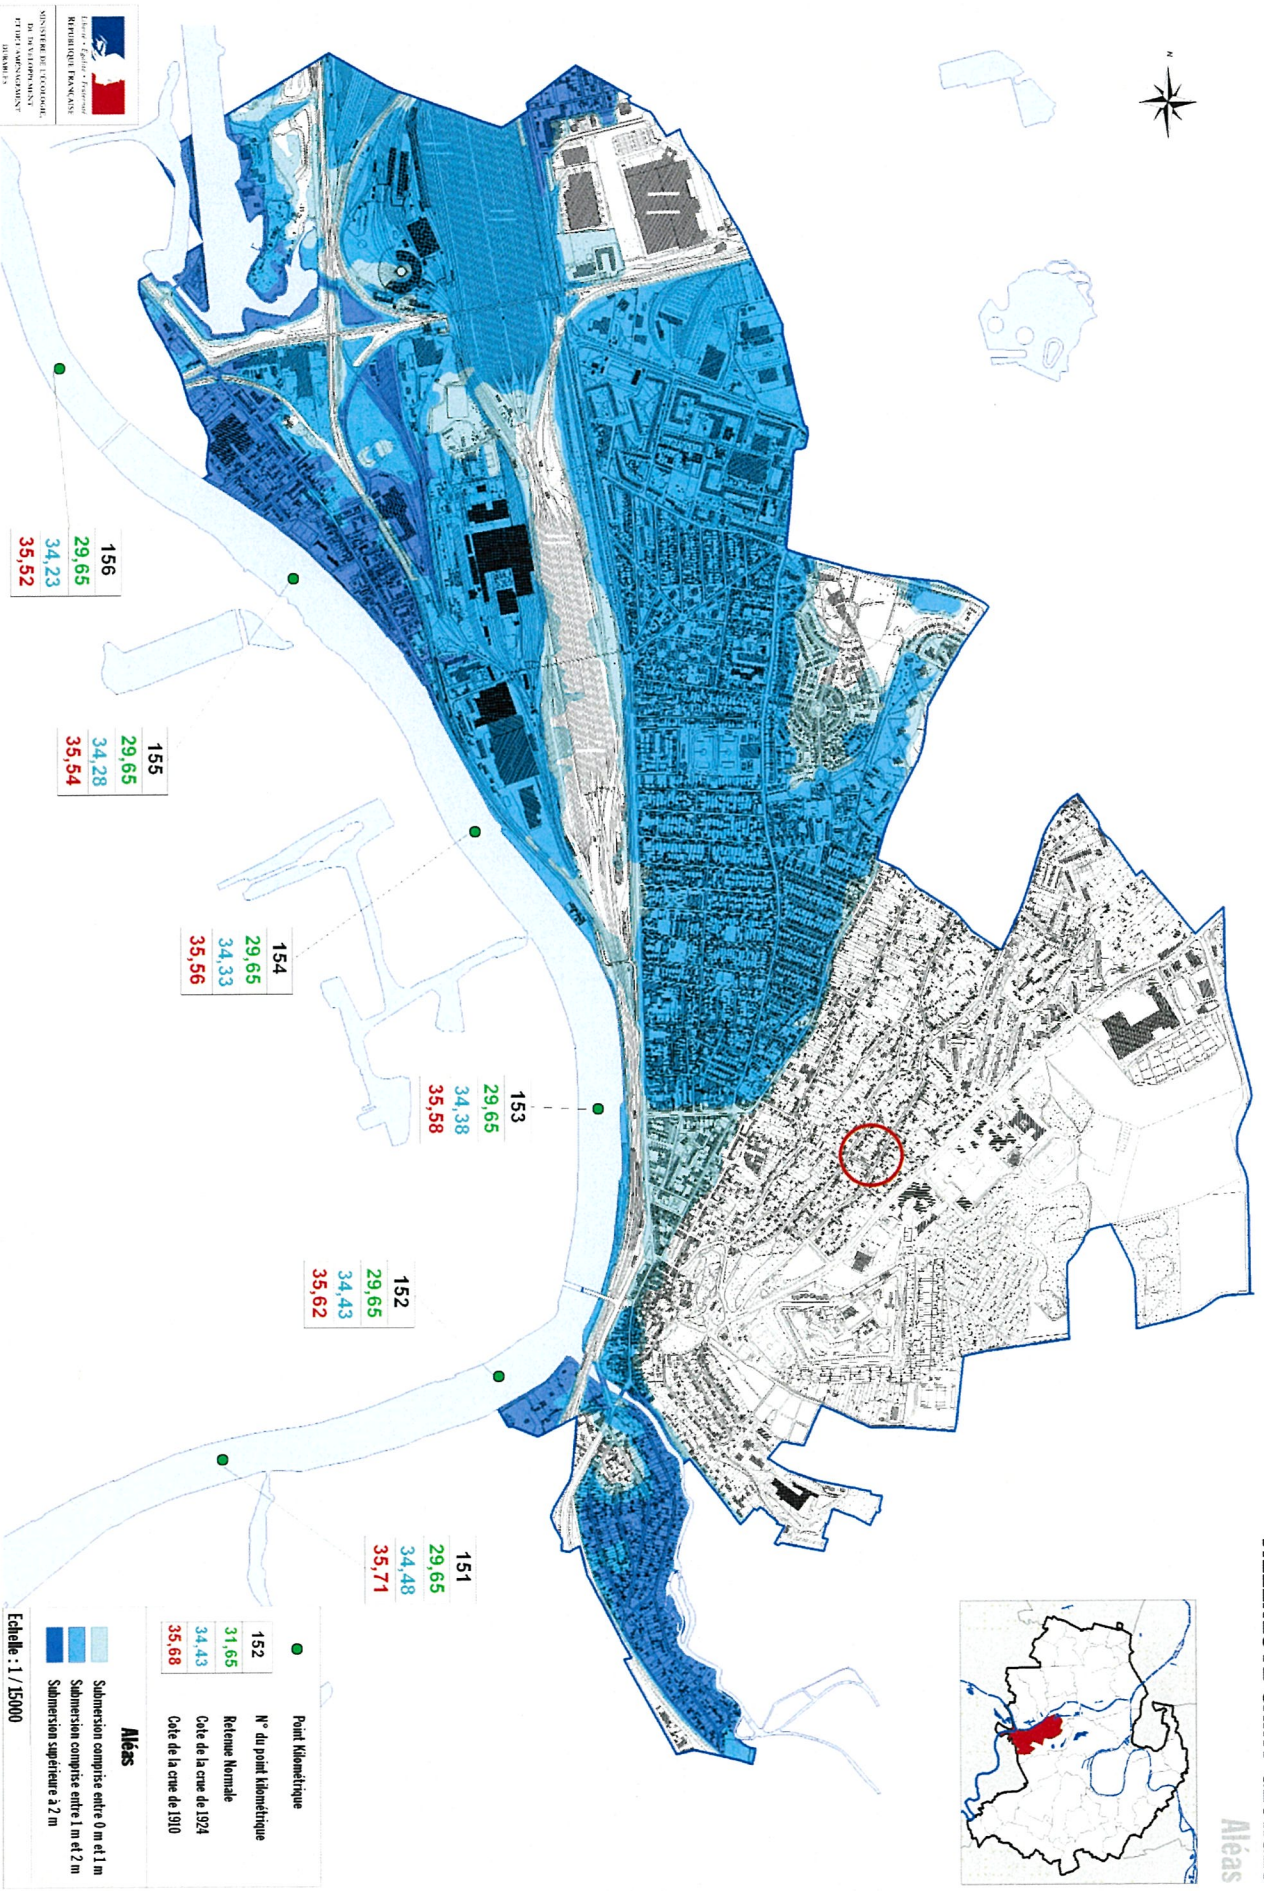 Aléas
N
Liberté • Égalité • Fraternité
RÉPUBLIQUE FRANÇAISE
MINISTÈRE DE L'ÉCOLOGIE,
DU DÉVELOPPEMENT
ET DE L'AMÉNAGEMENT
DURABLES
156
29,65
34,23
35,52
155
29,65
34,28
35,54
154
29,65
34,33
35,56
153
29,65
34,38
35,58
152
29,65
34,43
35,62
151
29,65
34,48
35,71
Point Kilométrique
152 N° du point kilométrique
31,65 Retenue Normale
34,43 Cote de la crue de 1924
35,68 Cote de la crue de 1910
Aléas
Submersion comprise entre 0 m et 1 m
Submersion comprise entre 1 m et 2 m
Submersion supérieure à 2 m
Echelle : 1 / 15000